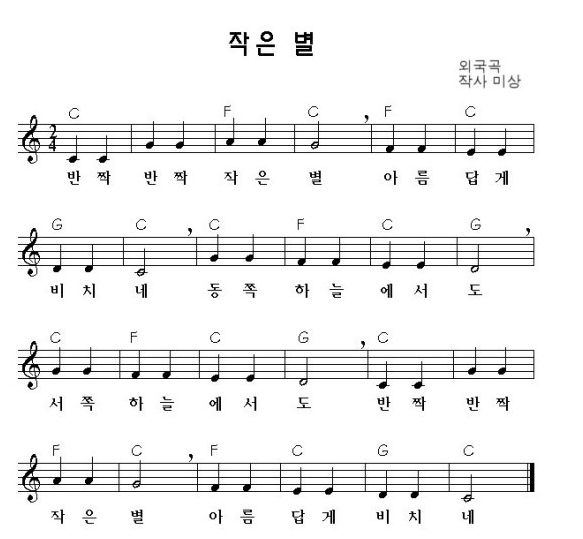 작은 별
외국곡
작사 미상
C F C F C
2
4
반 짝 반 짝 작 은 별 아 름 답 게
G C C F C G
비 치 네 동 쪽 하 늘 에 서 도
C F C G C
서 쪽 하 늘 에 서 도 반 짝 반 짝
F C F C G C
작 은 별 아 름 답 게 비 치 네